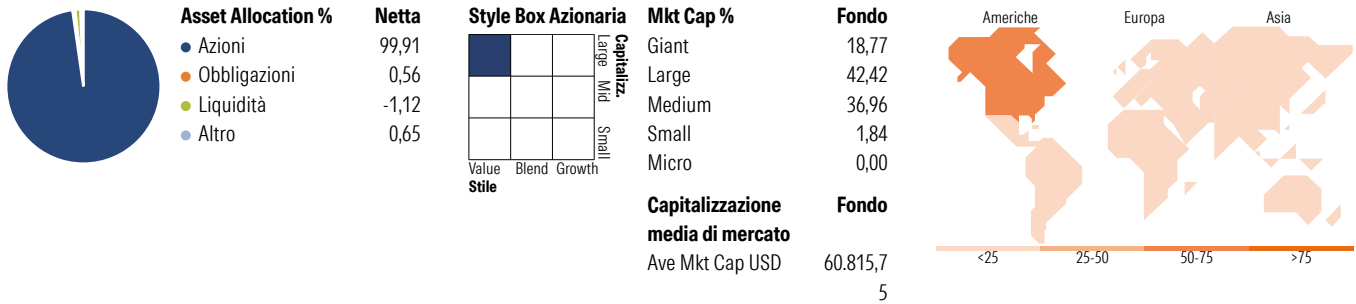 Asset Allocation % Netta
Azioni 99,91
Obbligazioni 0,56
Liquidità -1,12
Altro 0,65
Style Box Azionaria
Capitalizz.
Large Mid Small
Value Blend Growth
Stile
Mkt Cap % Fondo
Giant 18,77
Large 42,42
Medium 36,96
Small 1,84
Micro 0,00
Capitalizzazione Fondo
media di mercato
Ave Mkt Cap USD 60.815,7
5
Americhe Europa Asia
<25 25-50 50-75 >75